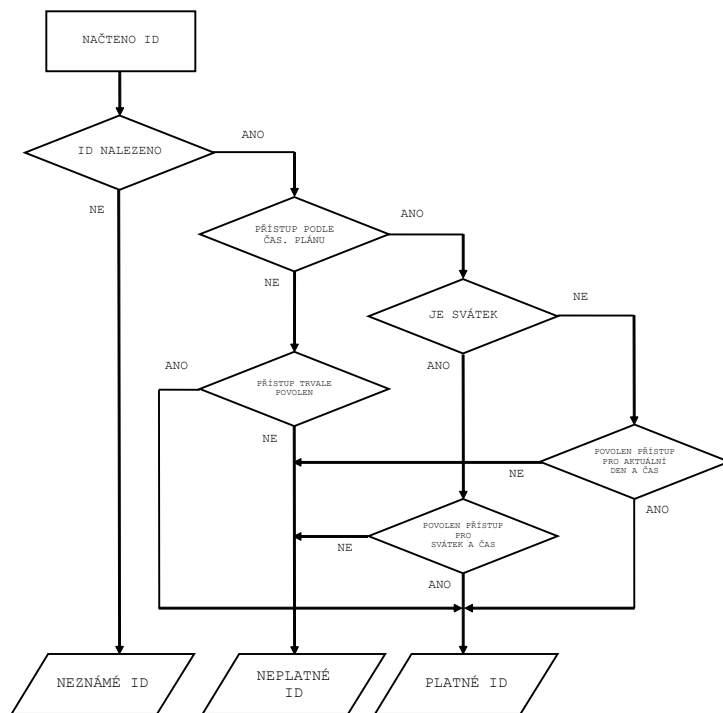 NAČTENO ID
ANO
ID NALEZENO
NE
ANO
PŘÍSTUP PODLE
ČAS. PLÁNU
NE
NE
JE SVÁTEK
ANO
ANO
PŘÍSTUP TRVALE
POVOLEN
NE
POVOLEN PŘÍSTUP
PRO AKTUÁLNÍ
DEN A ČAS
NE
ANO
POVOLEN PŘÍSTUP
PRO
SVÁTEK A ČAS
NE
ANO
NEZNÁMÉ ID
NEPLATNÉ
ID
PLATNÉ ID